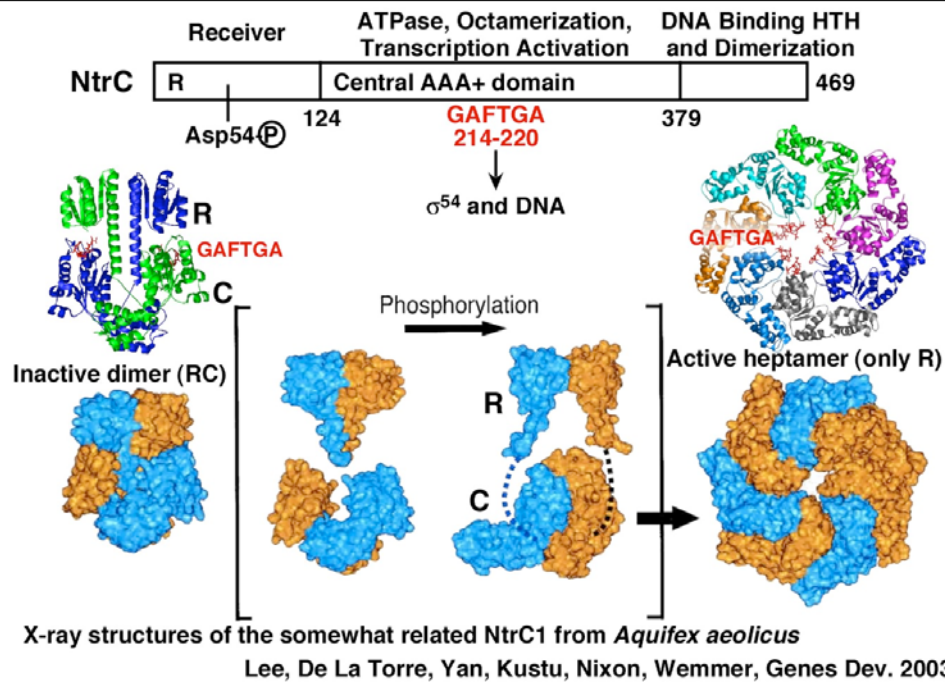 Receiver
ATPase, Octamerization,
Transcription Activation
DNA Binding HTH
and Dimerization
NtrC
R
Central AAA+ domain
469
Asp54-P
124
GAFTGA
214-220
379
σ54 and DNA
R
GAFTGA
C
GAFTGA
Phosphorylation
Inactive dimer (RC)
Active heptamer (only R)
R
C
X-ray structures of the somewhat related NtrC1 from Aquifex aeolicus
Lee, De La Torre, Yan, Kustu, Nixon, Wemmer, Genes Dev. 2003